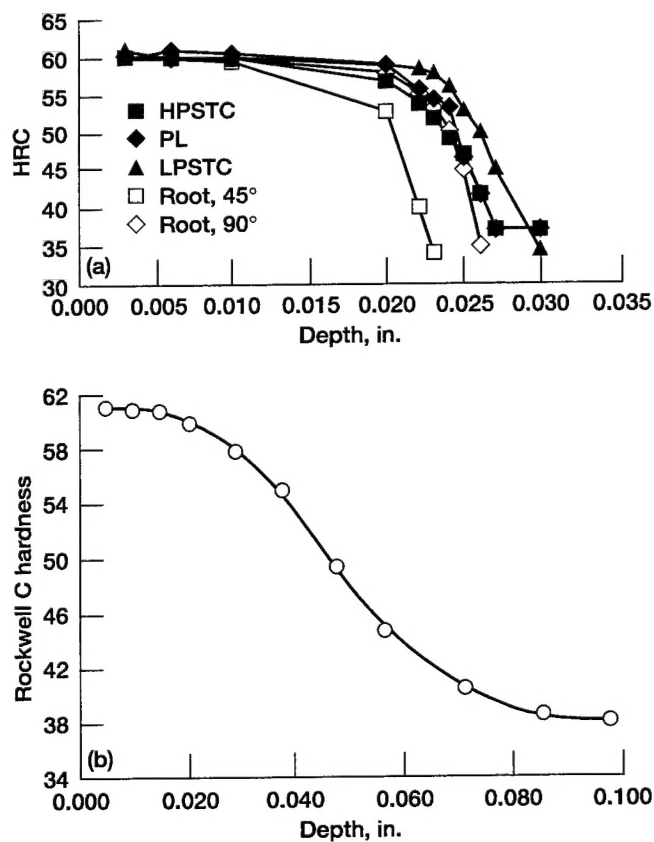 65
60
55
50
45
40
35
30
HRC
HPSTC
PL
LPSTC
Root, 45°
Root, 90°
(a)
0.000 0.005 0.010 0.015 0.020 0.025 0.030 0.035
Depth, in.
62
58
54
50
46
42
38
34
Rockwell C hardness
(b)
0.000 0.020 0.040 0.060 0.080 0.100
Depth, in.